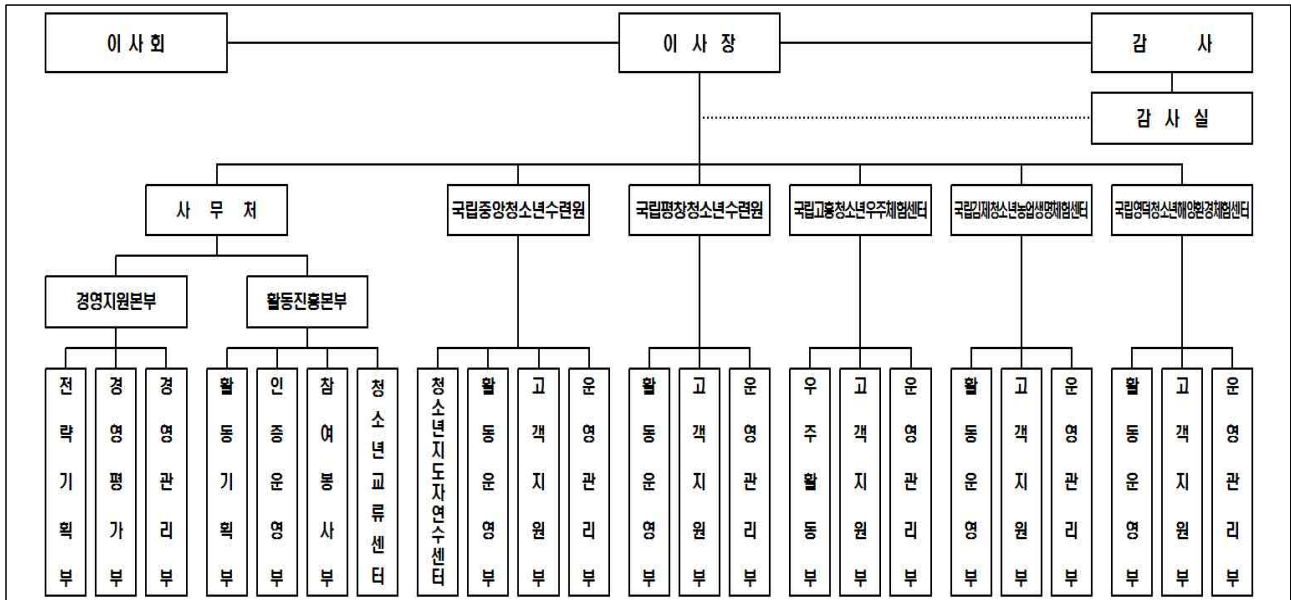 이 사 회
이 사 장
감 사
감 사 실
사 무 처
국립중앙청소년수련원
국립평창청소년수련원
국립고흥청소년우주체험센터
국립김제청소년농업생명체험센터
국립영덕청소년해양환경체험센터
경영지원본부
활동진흥본부
전략기획부
경영평가부
경영관리부
활동기획부
인증운영부
참여봉사부
청소년교류센터
청소년지도자연수센터
활동운영부
고객지원부
운영관리부
활동운영부
고객지원부
운영관리부
우주활동부
고객지원부
운영관리부
활동운영부
고객지원부
운영관리부
활동운영부
고객지원부
운영관리부